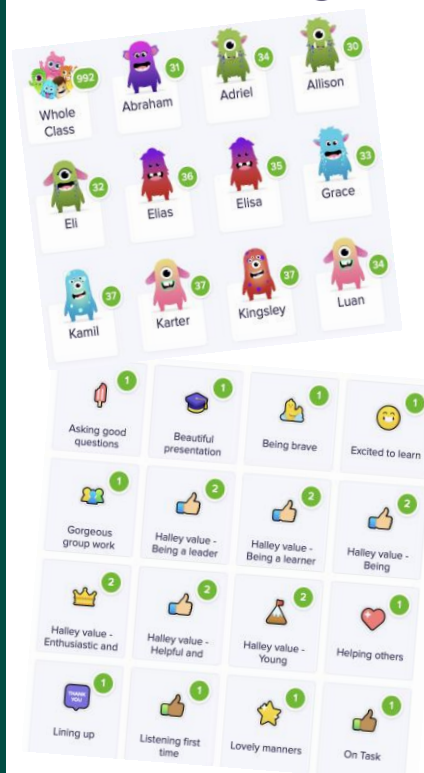 992
31
34
30
Whole
Class
Abraham
Adriel
Allison
32
36
35
33
Eli
Elias
Elisa
Grace
37
37
37
34
Kamil
Karter
Kingsley
Luan
1
1
1
1
Asking good
questions
Beautiful
presentation
Being brave
Excited to learn
1
2
2
2
Gorgeous
group work
Halley value -
Being a leader
Halley value -
Being a learner
Halley value -
Being
2
2
2
1
Halley value -
Enthusiastic and
Halley value -
Helpful and
Halley value -
Young
Helping others
THANK
YOU
1
1
1
1
Lining up
Listening first
time
Lovely manners
On Task